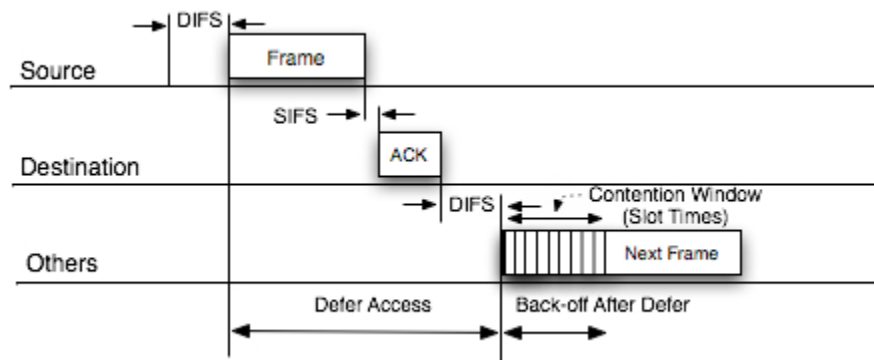 DIFS
Source
Frame
SIFS
Destination
ACK
DIFS
Contention Window
(Slot Times)
Others
Next Frame
Defer Access
Back-off After Defer